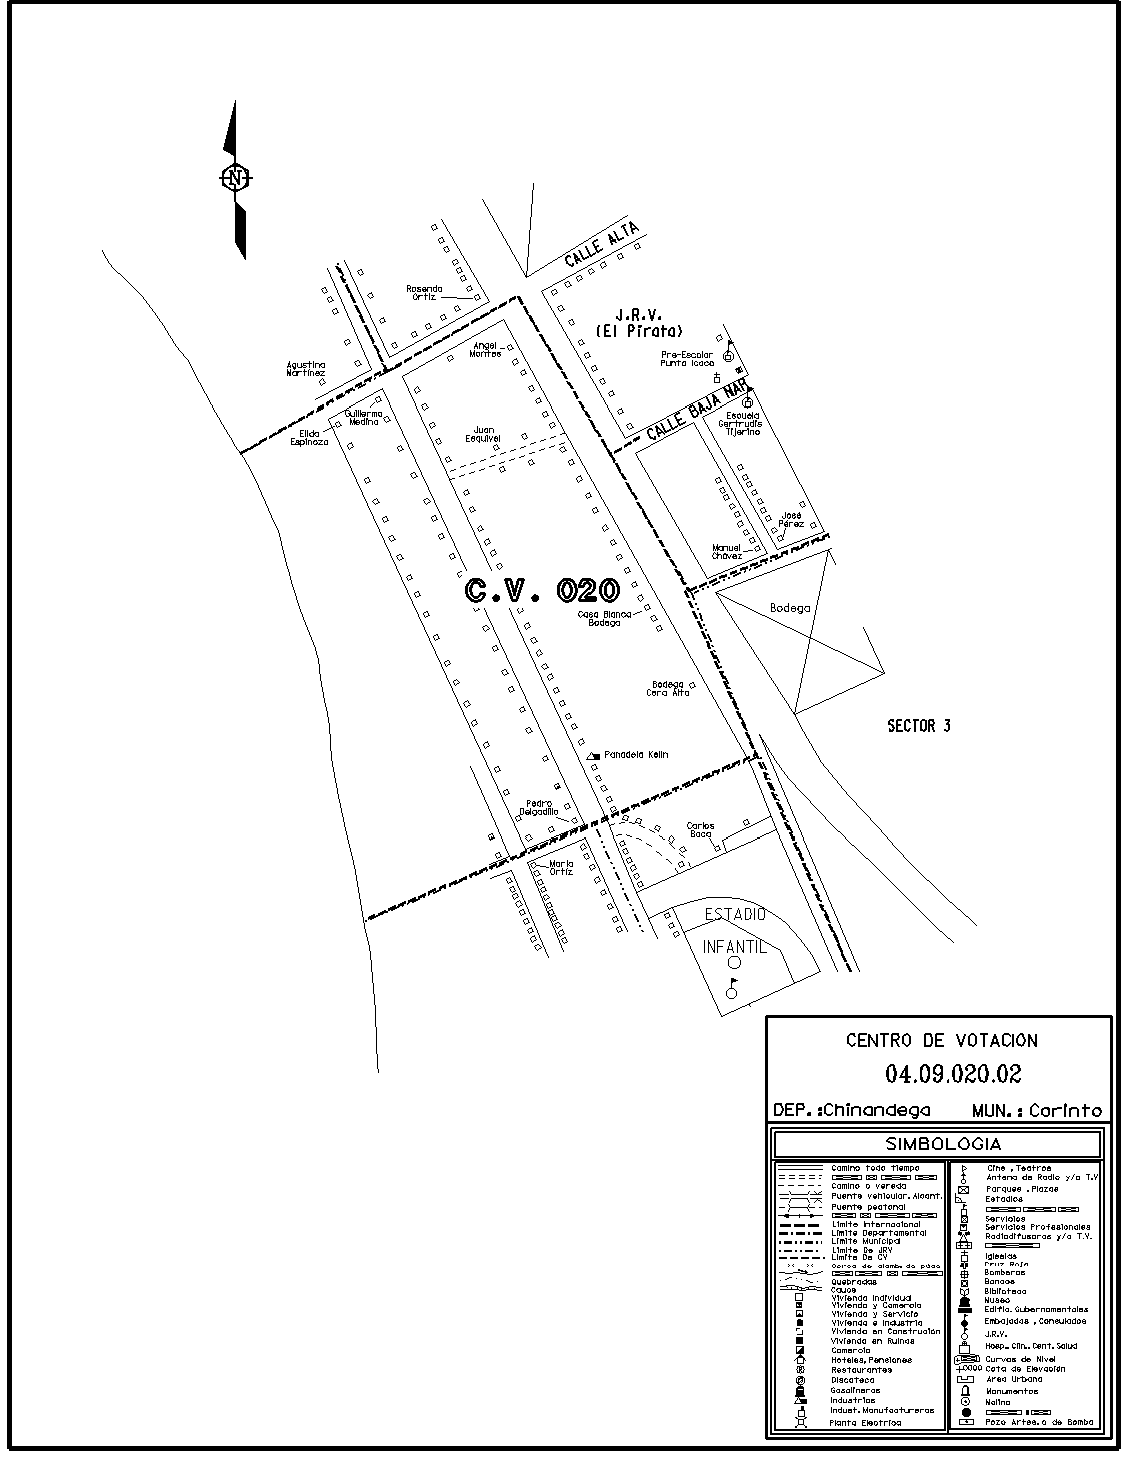 N
CALLE ALTA
Rosenda
Ortiz
J.R.V.
(El Pirata)
Angel
Montes
Pre-Escolar
Punta Icaco
Agustina
Martinez
CALLE BAJA MAR
Guillermo
Medina
Escuela
Gertrudis
Tijerino
Elida
Espinoza
Juan
Esquivel
José
Pérez
Manuel
Chávez
C.V. 020
Casa Blanca
Bodega
Bodega
Bodega
Cera Alta
SECTOR 3
Panadela Kelin
Pedro
Delgadillo
Carlos
Baca
María
Ortíz
ESTADIO
INFANTIL
CENTRO DE VOTACION
04.09.020.02
DEP.:Chinandega MUN.: Corinto
SIMBOLOGIA
Camino todo tiempo
Camino o vereda
Puente vehicular. Alcant.
Puente peatonal
Limite Internacional
Limite Departamental
Limite Municipal
Limite De JRV
Limite De CV
Cerca de alamb. de púas
Quebradas
Cauce
Vivienda Individual
Vivienda y Comercio
Vivienda y Servicio
Vivienda e Industria
Vivienda en Construcción
Vivienda en Ruinas
Comercio
Hoteles, Pensiones
Restaurantes
Discoteca
Gasolineras
Industrias
Indust. Manufactureras
Planta Electrica
Cine , Teatros
Antena de Radio y/o T.V
Parques , Plazas
Estadios
Servicios
Servicios Profesionales
Radiodifusoras y/o T.V.
Iglesias
Cruz Roja
Bomberos
Bancos
Biblioteca
Museo
Edific. Gubernamentales
Embajadas , Consulados
J.R.V.
Hosp., Clin., Cent. Salud
Curvas de Nivel
Cota de Elevación
Area Urbana
Monumentos
Molino
Pozo Artes. o de Bomba